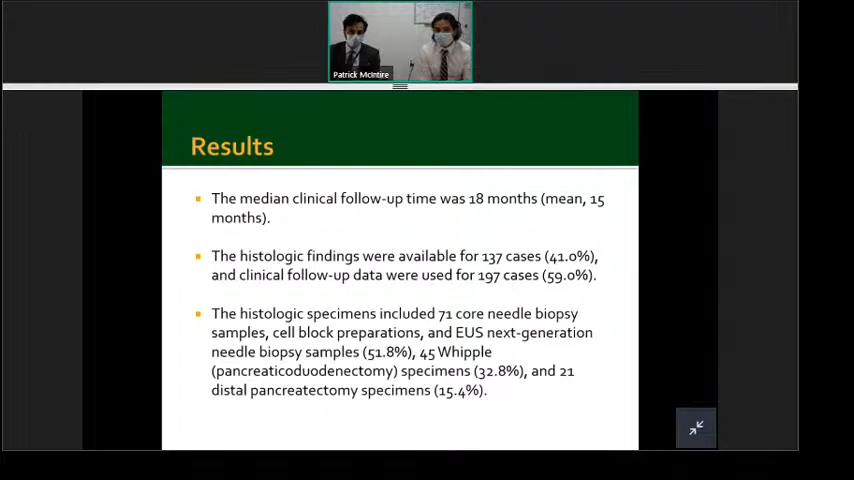 Patrick McIntire
Results
The median clinical follow-up time was 18 months (mean, 15
months).
The histologic findings were available for 137 cases (41.0%),
and clinical follow-up data were used for 197 cases (59.0%).
The histologic specimens included 71 core needle biopsy
samples, cell block preparations, and EUS next-generation
needle biopsy samples (51.8%), 45 Whipple
(pancreaticoduodenectomy) specimens (32.8%), and 21
distal pancreatectomy specimens (15.4%).